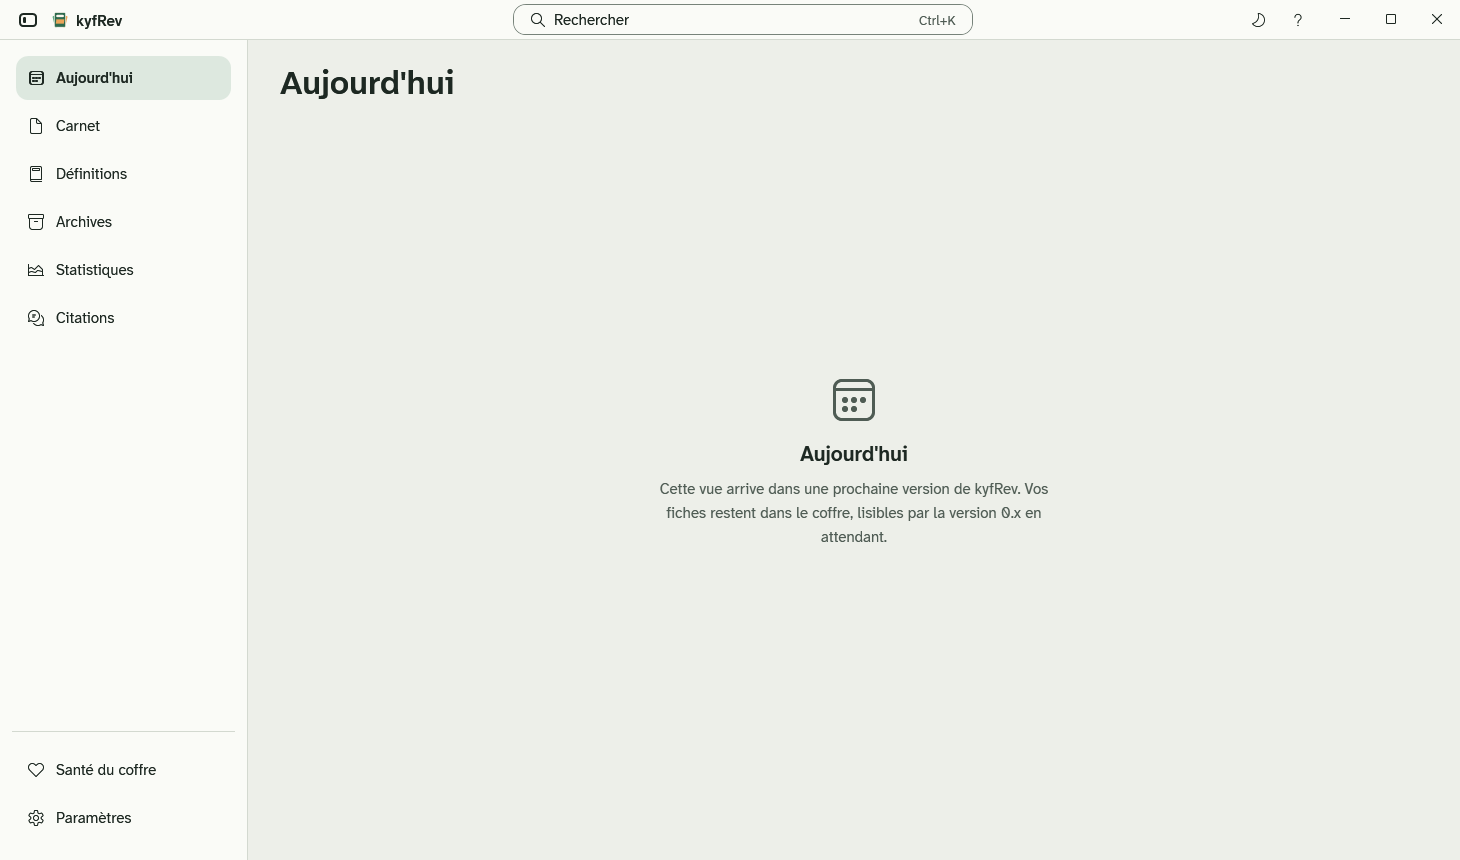 kyfRev
Rechercher
Ctrl+K
?
Aujourd'hui
Carnet
Définitions
Archives
Statistiques
Citations
Santé du coffre
Paramètres
Aujourd'hui
Aujourd'hui
Cette vue arrive dans une prochaine version de kyfRev. Vos
fiches restent dans le coffre, lisibles par la version 0.x en
attendant.